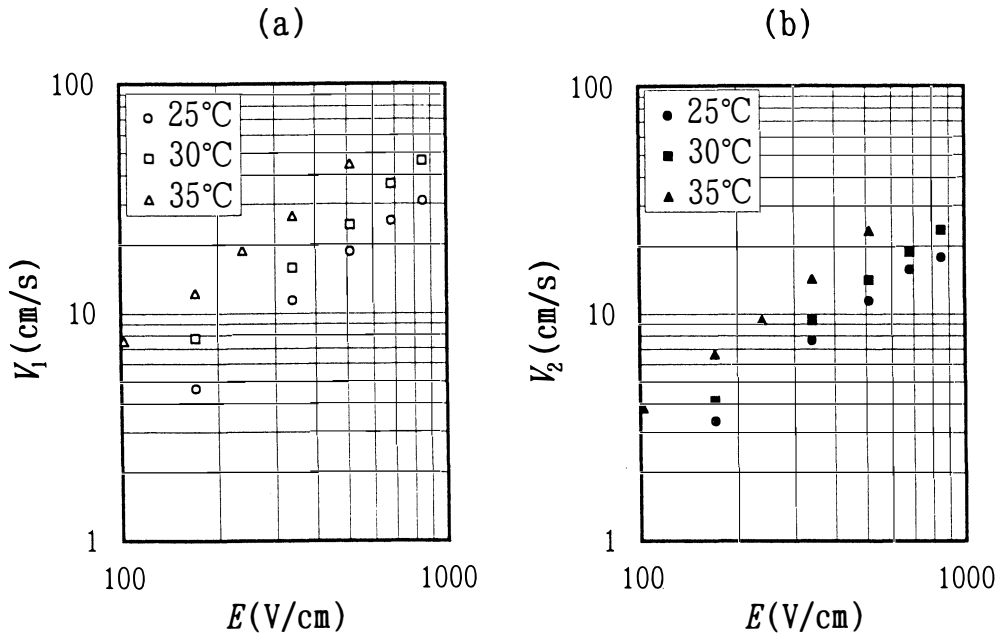 (a)
100
○ 25℃
□ 30℃
△ 35℃
V₁(cm/s)
10
1
100
1000
E(V/cm)
(b)
100
● 25℃
■ 30℃
▲ 35℃
V₂(cm/s)
10
1
100
1000
E(V/cm)